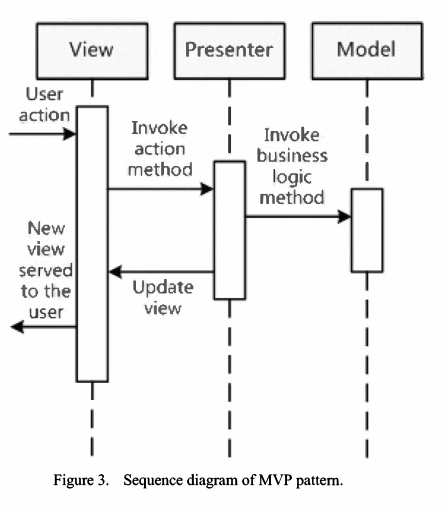 View
Presenter
Model
User
action
Invoke
action
method
Invoke
business
logic
method
New
view
served
to the
user
Update
view
Figure 3. Sequence diagram of MVP pattern.